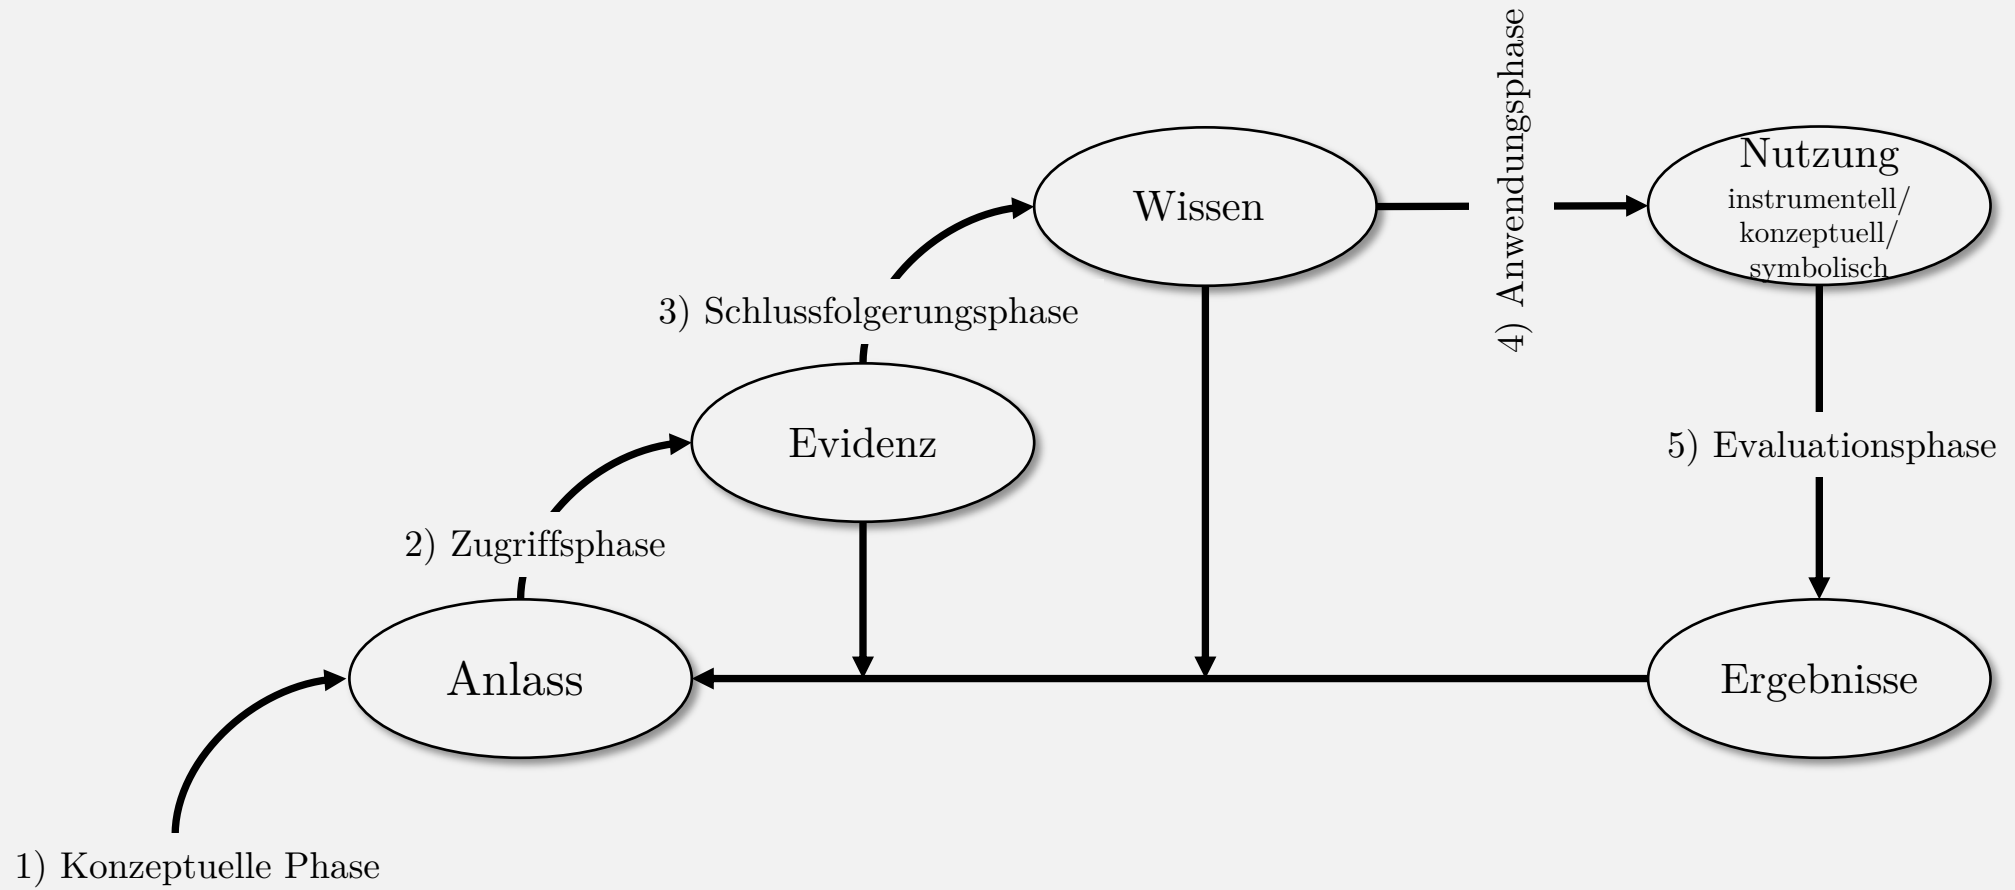 4) Anwendungsphase
Wissen
Nutzung
instrumentell/
konzeptuell/
symbolisch
3) Schlussfolgerungsphase
Evidenz
5) Evaluationsphase
2) Zugriffsphase
Anlass
Ergebnisse
1) Konzeptuelle Phase